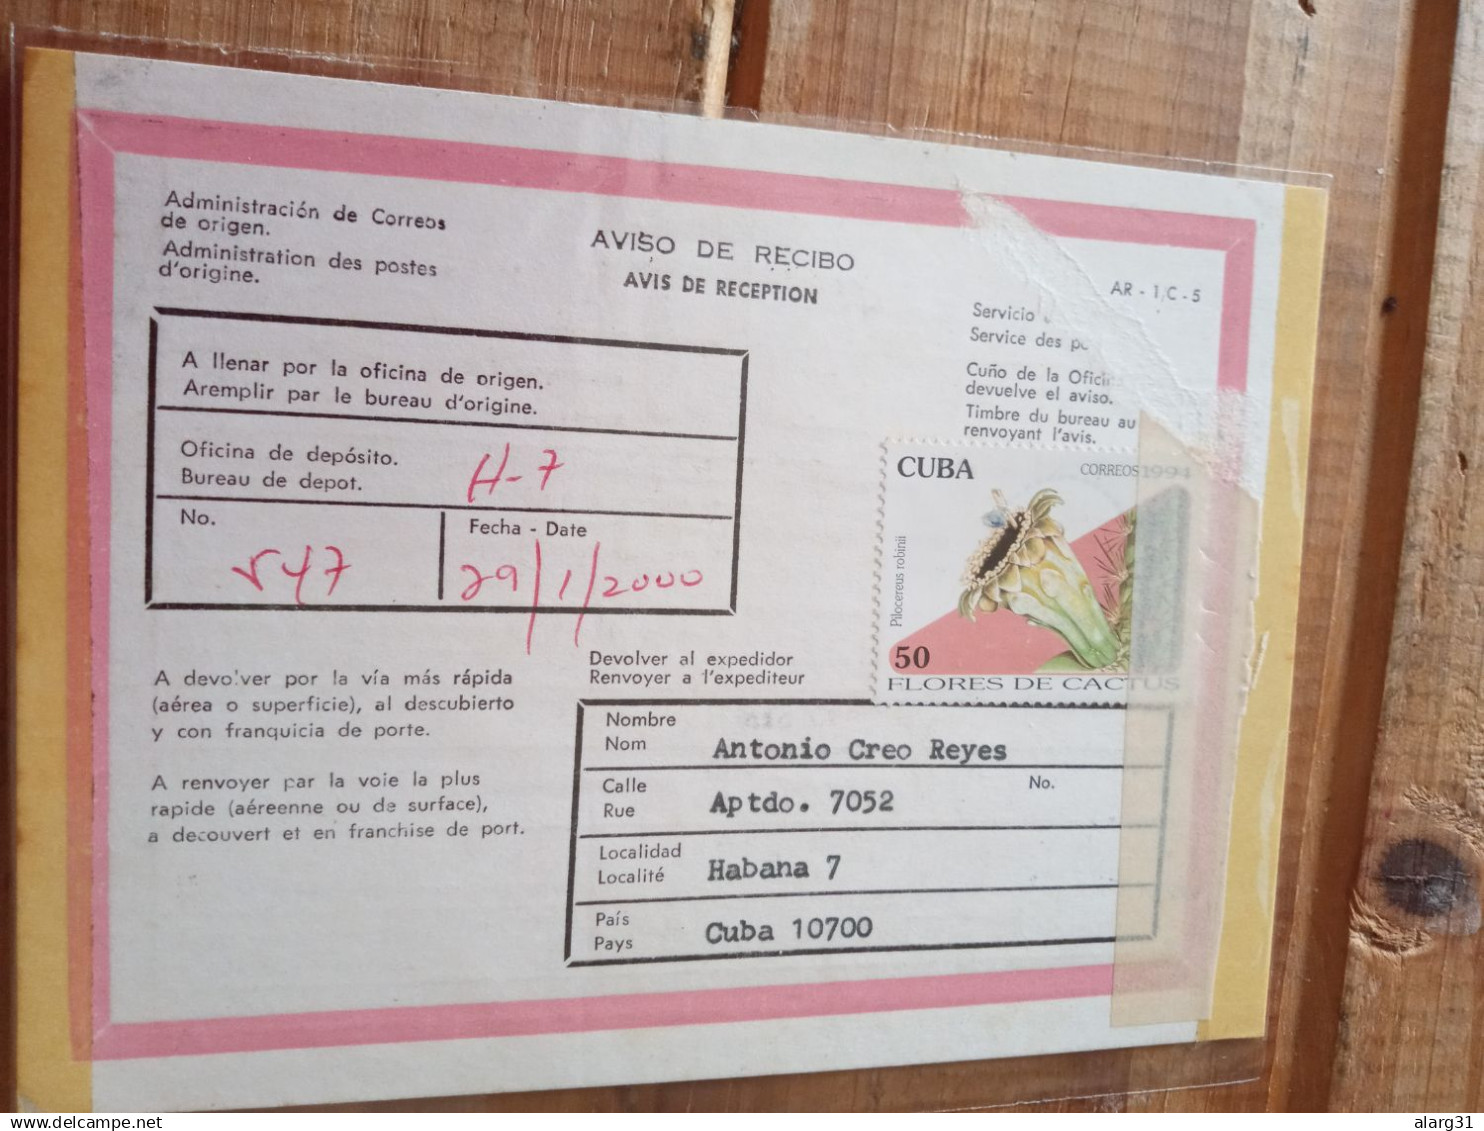 Administración de Correos
de origen.
Administration des postes
d'origine.
AVISO DE RECIBO
AVIS DE RECEPTION
AR - 1, C - 5
Servicio
Service des
Cuño de la
devuelve el aviso.
Timbre du bureau au
renvoyant l'avis.
A llenar por la oficina de origen.
Aremplir par le bureau d'origine.
Oficina de depósito.
Bureau de depot.
H-7
No.
547
Fecha - Date
29/1/2000
CUBA
CORREOS 1994
Pilocereus robinii
50
FLORES DE CACTUS
A devolver por la vía más rápida
(aérea o superficie), al descubierto
y con franquicia de porte.
A renvoyer par la voie la plus
rapide (aéreenne ou de surface),
a decouvert et en franchise de port.
Devolver al expedidor
Renvoyer a l'expediteur
Nombre
Nom
Antonio Creo Reyes
Calle
Rue
Aptdo. 7052
No.
Localidad
Localité
Habana 7
País
Pays
Cuba 10700
delcampe.net
alarg31